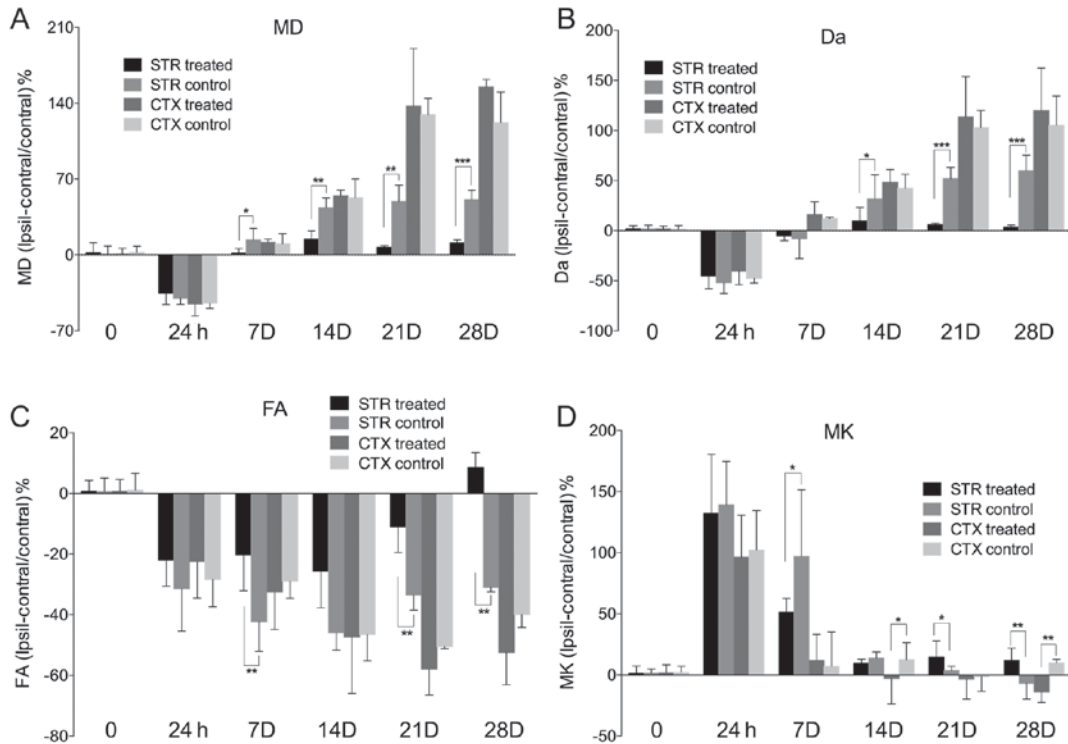 A
MD
210
140
70
0
-70
MD (Ipsil-contral/contral) %
STR treated
STR control
CTX treated
CTX control
*
**
**
***
0 24 h 7D 14D 21D 28D
B
Da
200
150
100
50
0
-50
-100
Da (Ipsil-contral/contral) %
STR treated
STR control
CTX treated
CTX control
*
***
***
0 24 h 7D 14D 21D 28D
C
FA
20
0
-20
-40
-60
-80
FA (Ipsil-contral/contral) %
STR treated
STR control
CTX treated
CTX control
**
**
**
0 24 h 7D 14D 21D 28D
D
MK
200
150
100
50
0
-50
MK (Ipsil-contral/contral) %
STR treated
STR control
CTX treated
CTX control
*
*
*
**
**
0 24 h 7D 14D 21D 28D